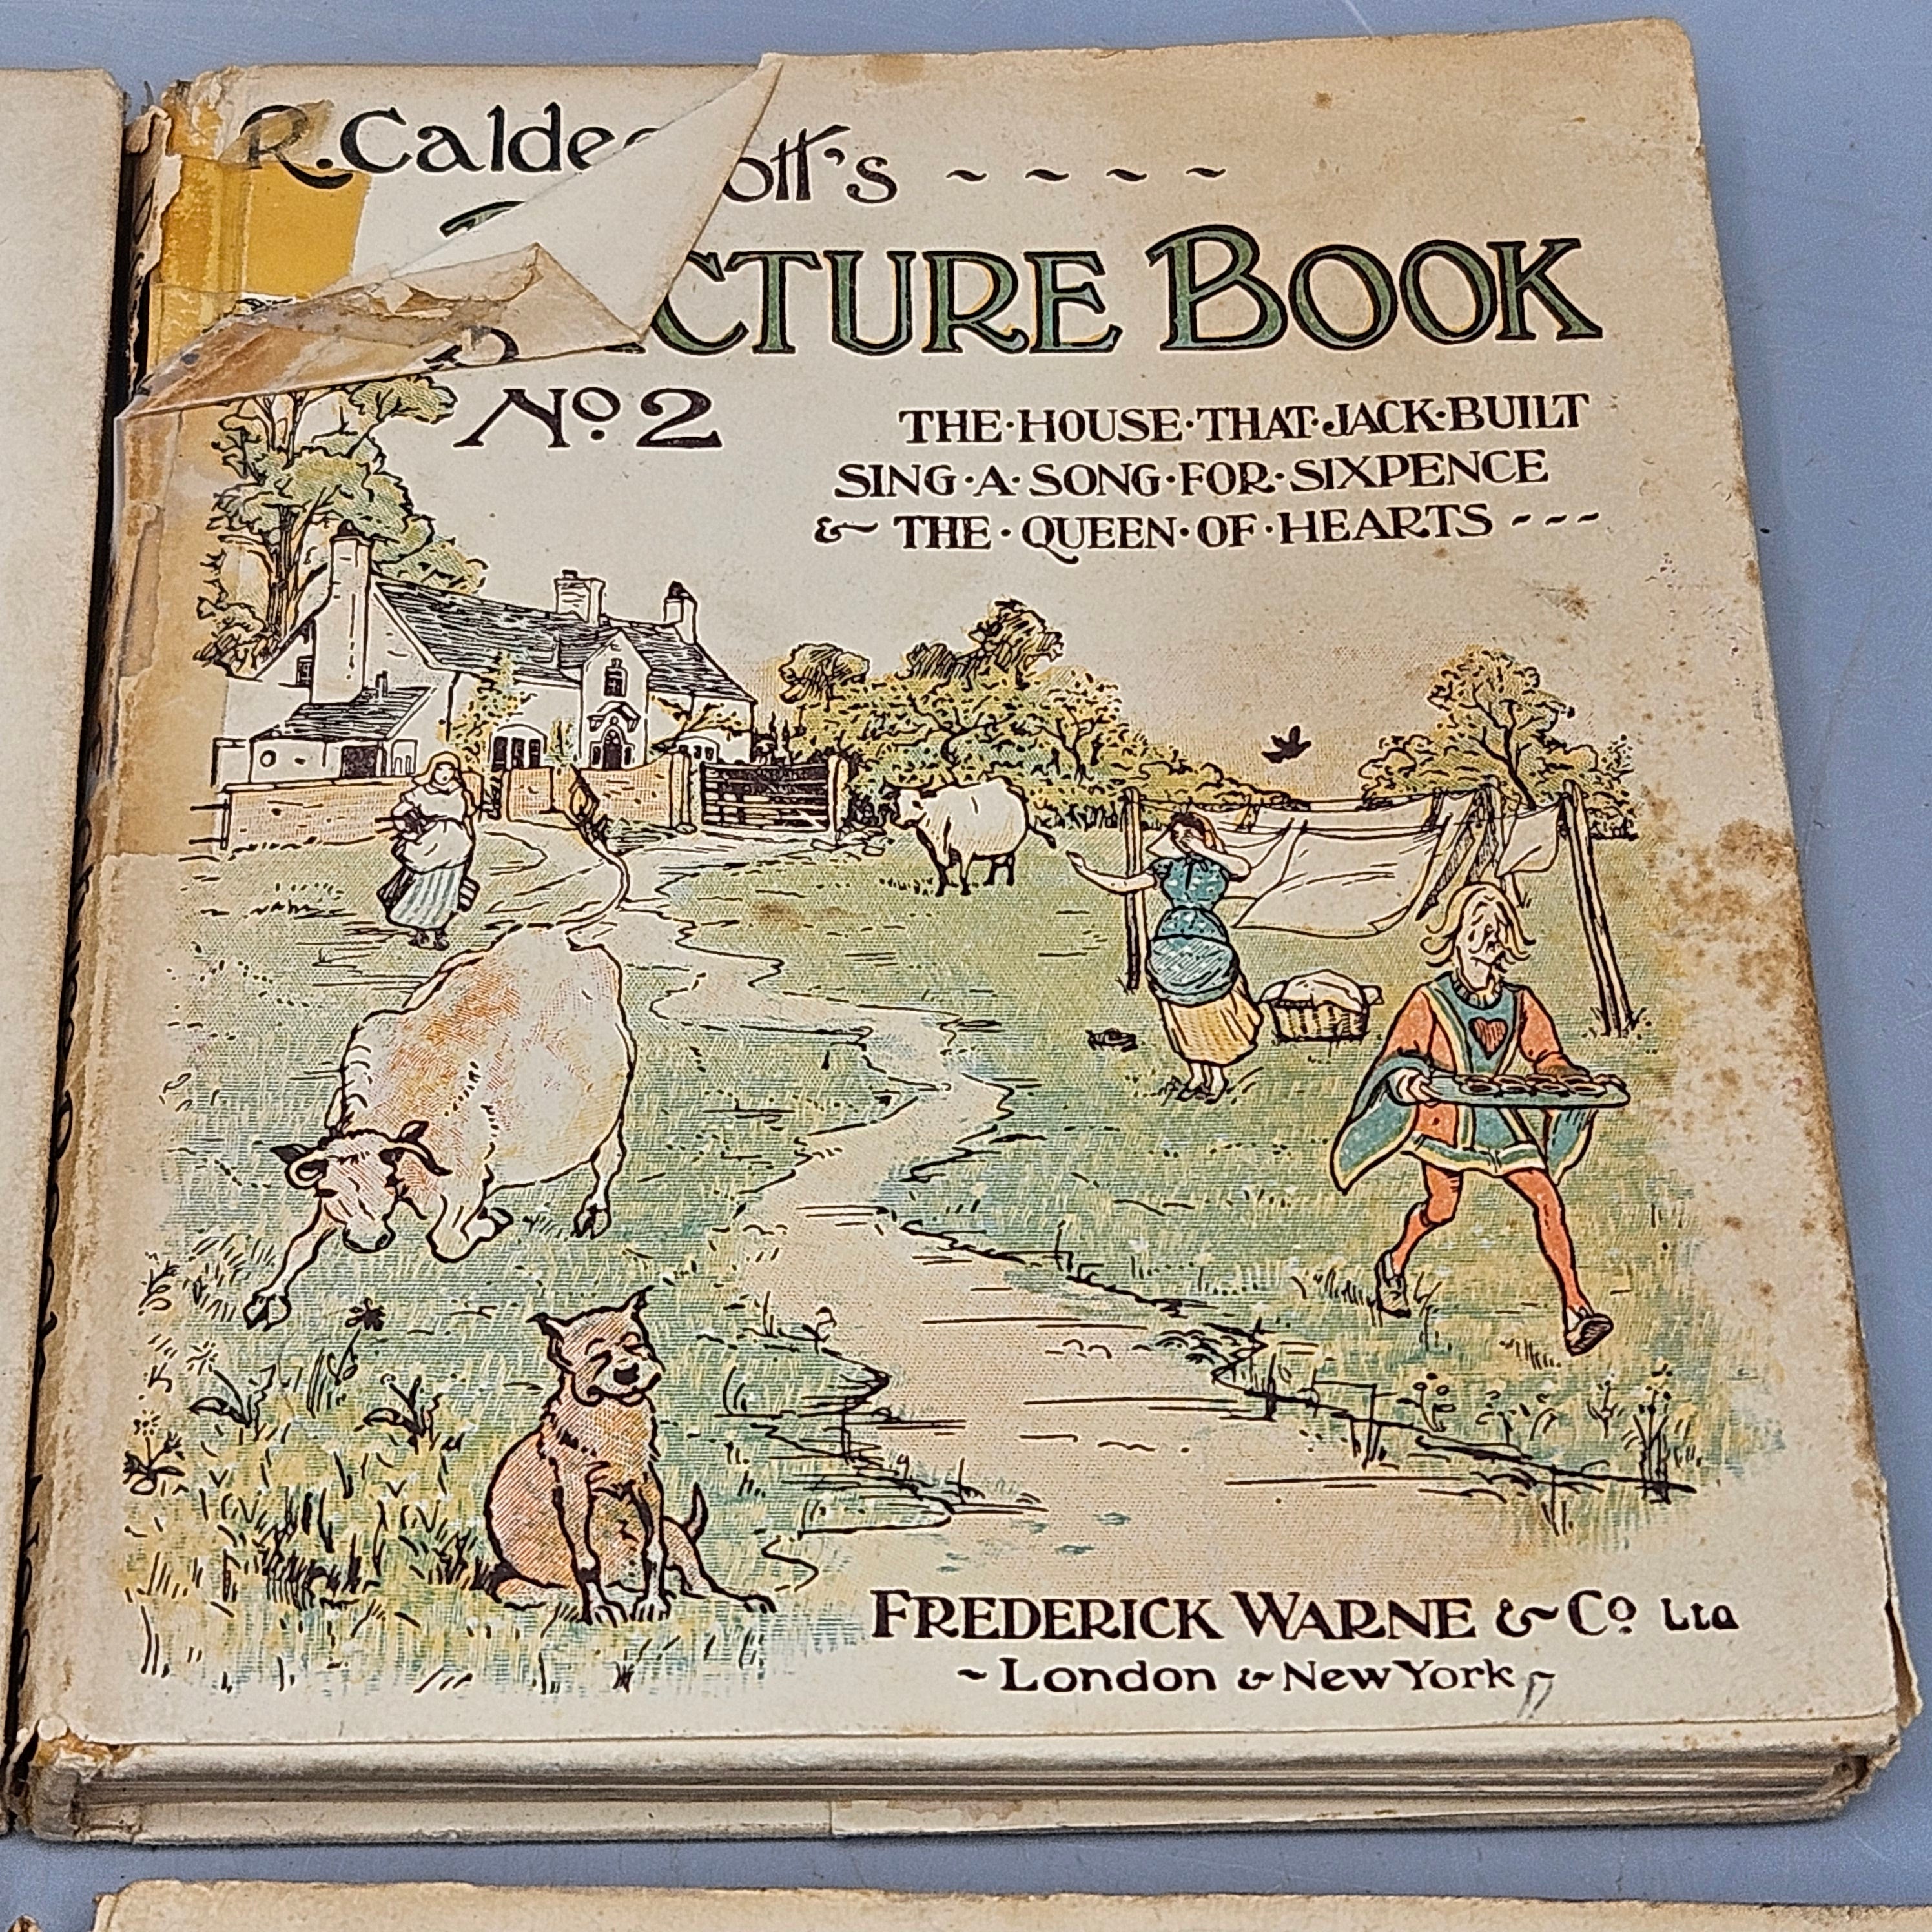 R. Caldec ott's ~ ~ ~ ~
CTURE BOOK
No. 2
THE·HOUSE·THAT·JACK·BUILT
SING·A·SONG·FOR·SIXPENCE
& THE·QUEEN·OF·HEARTS - - -
FREDERICK WARNE & Co. Ltd
~ London & New York